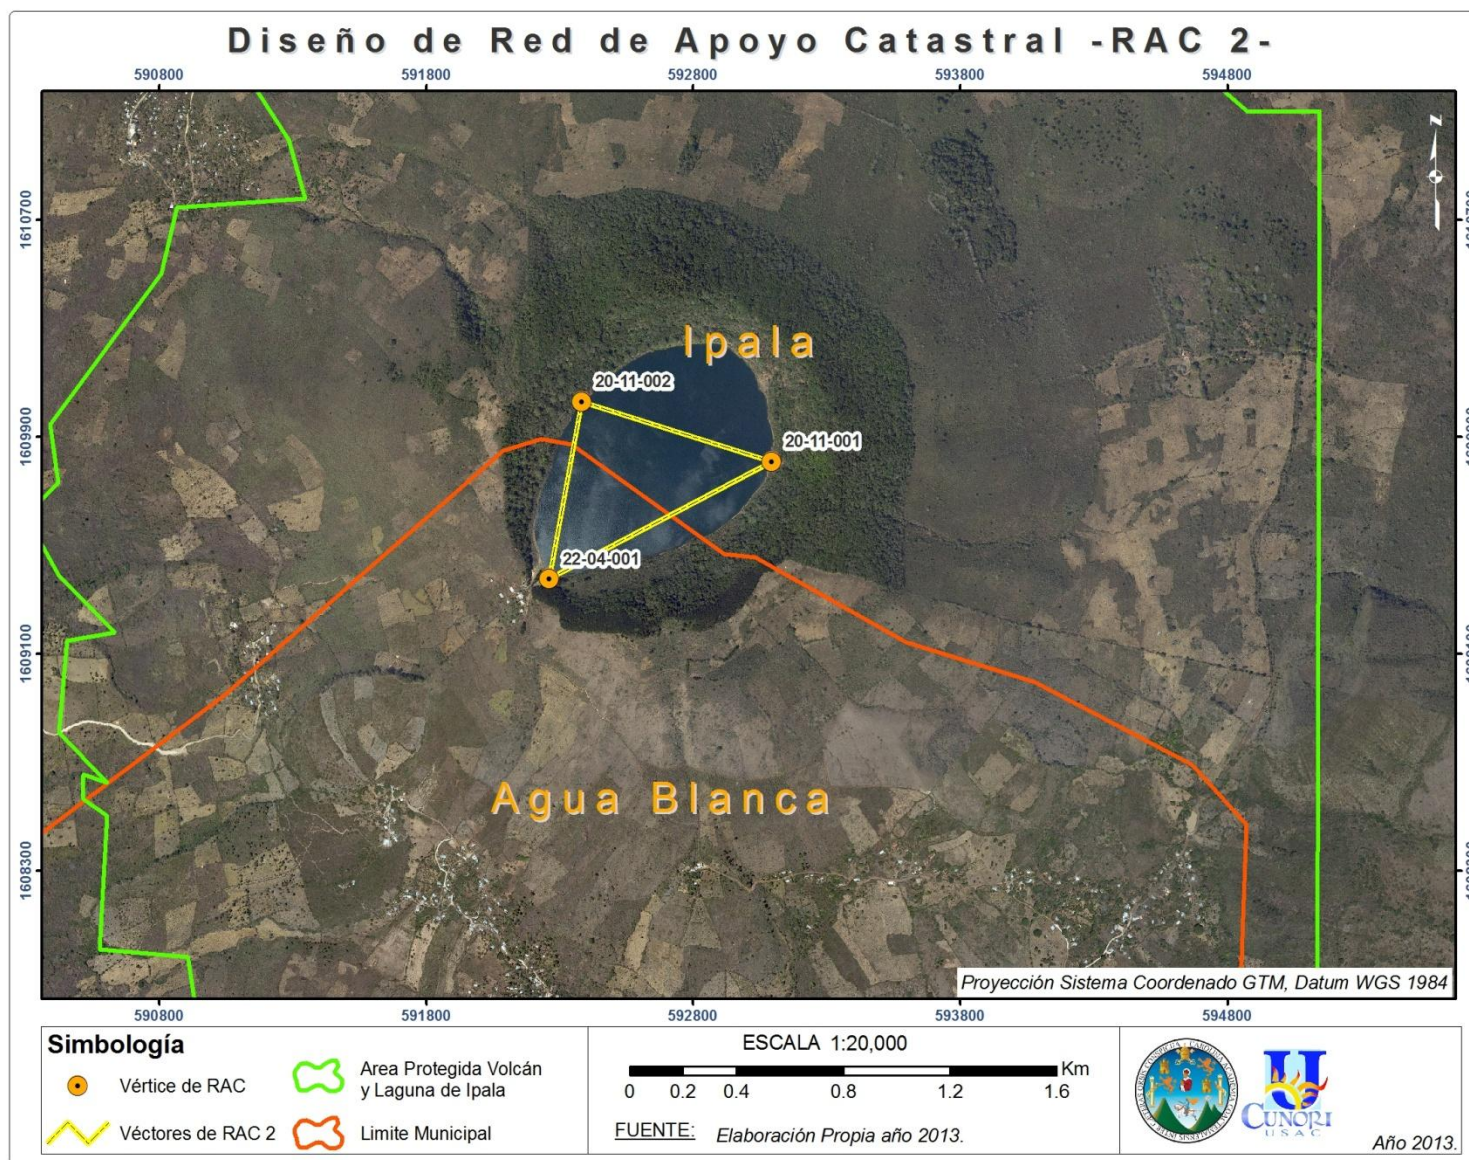 Diseño de Red de Apoyo Catastral -RAC 2-
590800 591800 592800 593800 594800
z
1610700 1610700
Ipala
20-11-002
1609900
20-11-001
22-04-001
1609100 1609100
Agua Blanca
1608300
Proyección Sistema Coordenado GTM, Datum WGS 1984
590800 591800 592800 593800 594800
Simbología
Vértice de RAC
Area Protegida Volcán
y Laguna de Ipala
Véctores de RAC 2
Limite Municipal
ESCALA 1:20,000
Km
0 0.2 0.4 0.8 1.2 1.6
FUENTE: Elaboración Propia año 2013.
CUNORI
USAC
Año 2013.